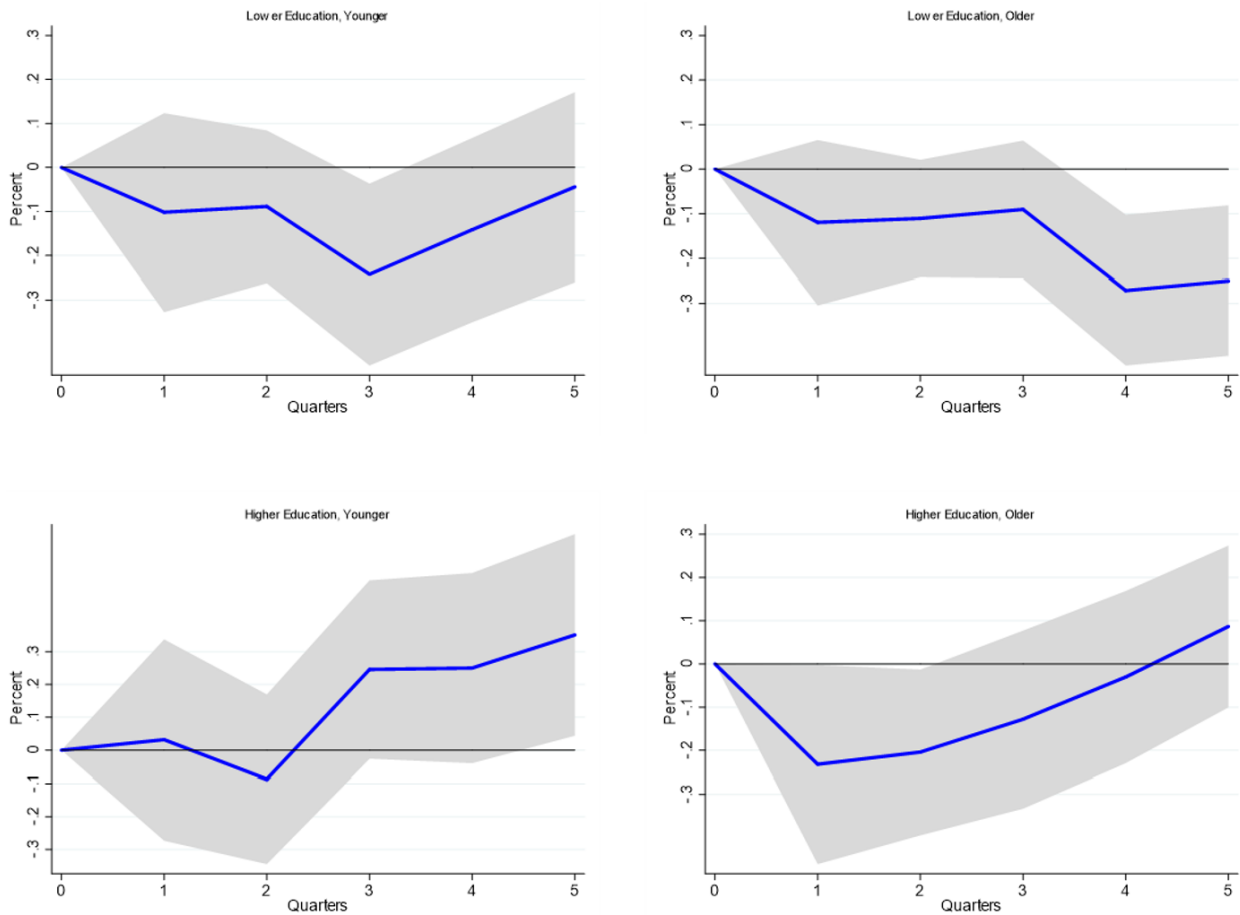 Lower Education, Younger
.3
.2
.1
0
-.1
-.2
-.3
Percent
0 1 2 3 4 5
Quarters
Lower Education, Older
.3
.2
.1
0
-.1
-.2
-.3
Percent
0 1 2 3 4 5
Quarters
Higher Education, Younger
.3
.2
.1
0
-.1
-.2
-.3
Percent
0 1 2 3 4 5
Quarters
Higher Education, Older
.3
.2
.1
0
-.1
-.2
-.3
Percent
0 1 2 3 4 5
Quarters